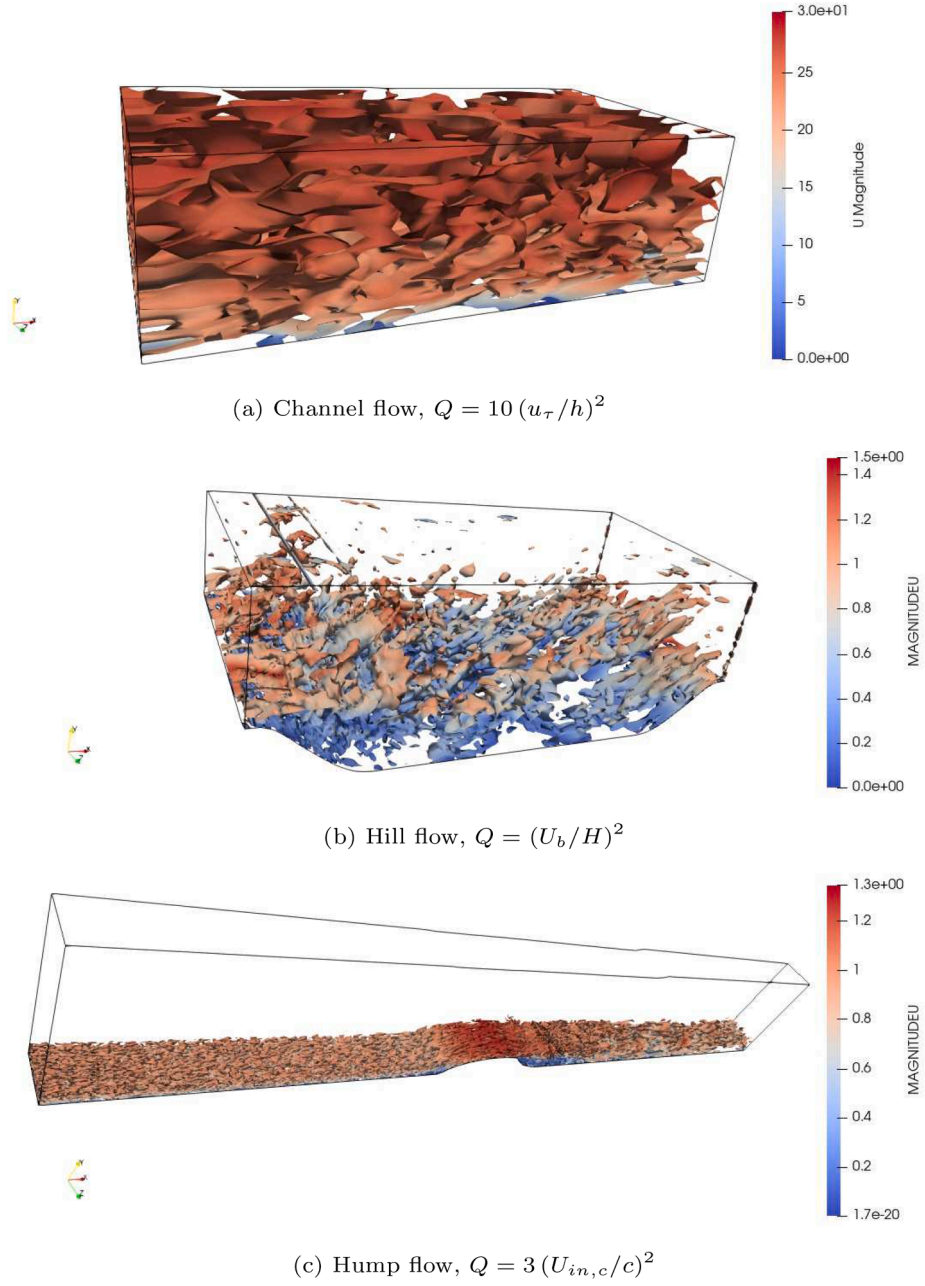 3.0e+01
25
20
15
10
5
0.0e+00
U Magnitude
Y
X
Z
(a) Channel flow, Q = 10 (u_τ/h)^2
1.5e+00
1.4
1.2
1
0.8
0.6
0.4
0.2
0.0e+00
MAGNITUDEU
Y
X
Z
(b) Hill flow, Q = (U_b/H)^2
1.3e+00
1
0.8
0.6
0.4
0.2
1.7e-20
MAGNITUDEU
Y
X
Z
(c) Hump flow, Q = 3 (U_{in,c}/c)^2